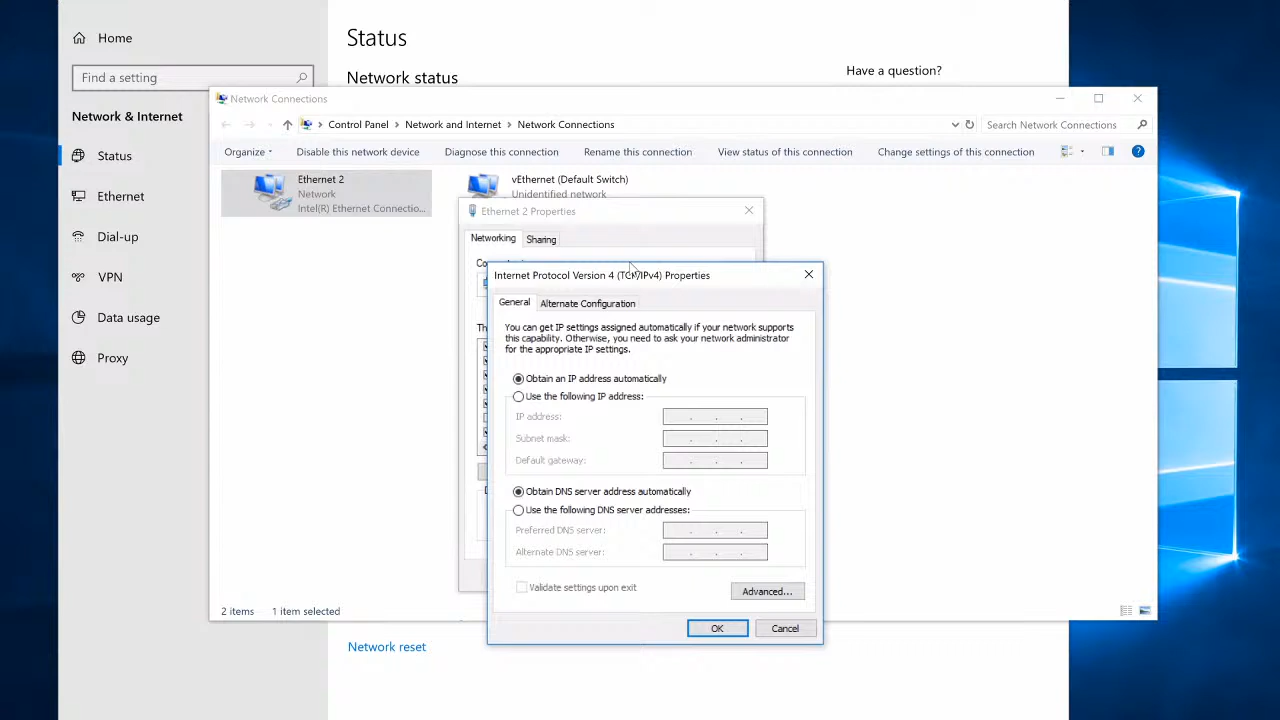 Home
Find a setting
Network & Internet
Status
Ethernet
Dial-up
VPN
Data usage
Proxy
Status
Network status
Have a question?
Network Connections
Control Panel
Network and Internet
Network Connections
Search Network Connections
Organize
Disable this network device
Diagnose this connection
Rename this connection
View status of this connection
Change settings of this connection
Ethernet 2
Network
Intel(R) Ethernet Connectio...
vEthernet (Default Switch)
Unidentified network
Ethernet 2 Properties
Networking
Sharing
Internet Protocol Version 4 (TCP/IPv4) Properties
General
Alternate Configuration
You can get IP settings assigned automatically if your network supports
this capability. Otherwise, you need to ask your network administrator
for the appropriate IP settings.
Obtain an IP address automatically
Use the following IP address:
IP address:
Subnet mask:
Default gateway:
Obtain DNS server address automatically
Use the following DNS server addresses:
Preferred DNS server:
Alternate DNS server:
Validate settings upon exit
Advanced...
OK
Cancel
2 items
1 item selected
Network reset